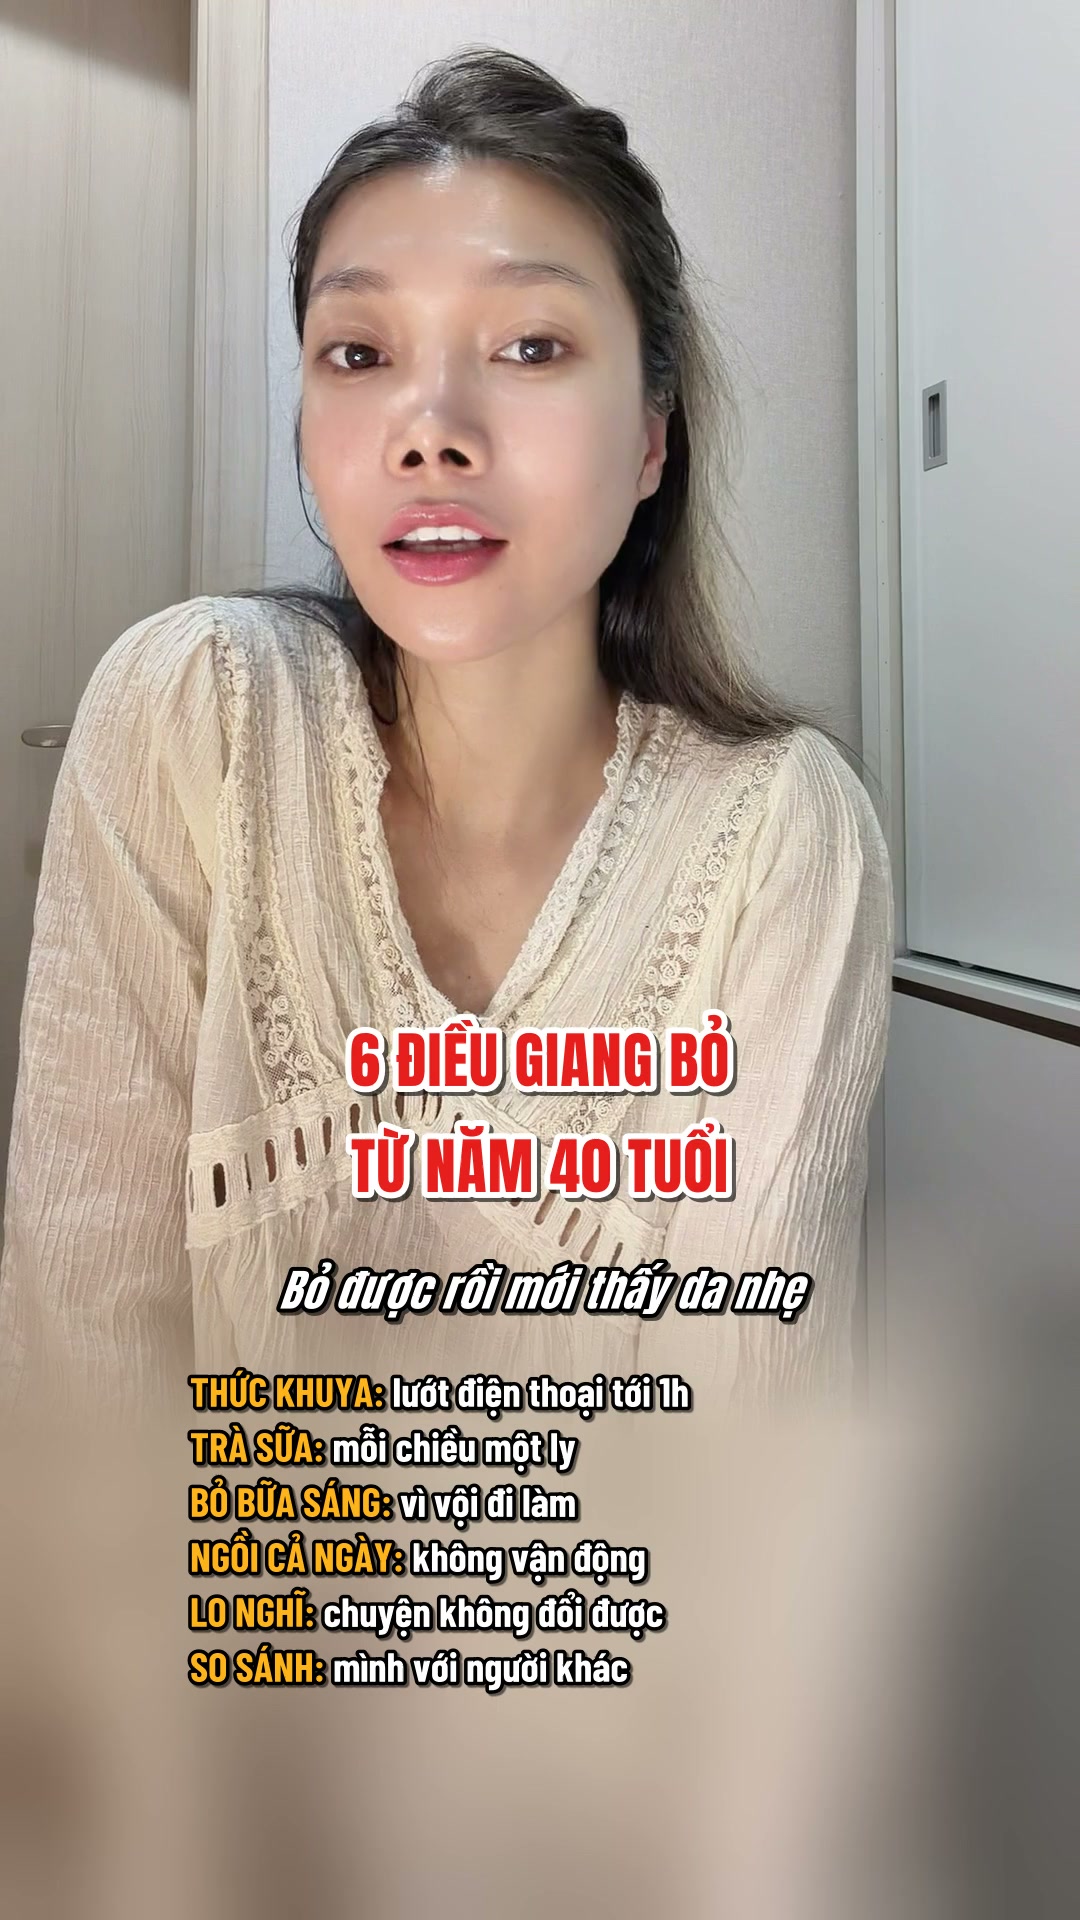 6 ĐIỀU GIANG BỎ
TỪ NĂM 40 TUỔI
Bỏ được rồi mới thấy da nhẹ
THỨC KHUYA: lướt điện thoại tới 1h
TRÀ SỮA: mỗi chiều một ly
BỎ BỮA SÁNG: vì vội đi làm
NGỒI CẢ NGÀY: không vận động
LO NGHĨ: chuyện không đổi được
SO SÁNH: mình với người khác